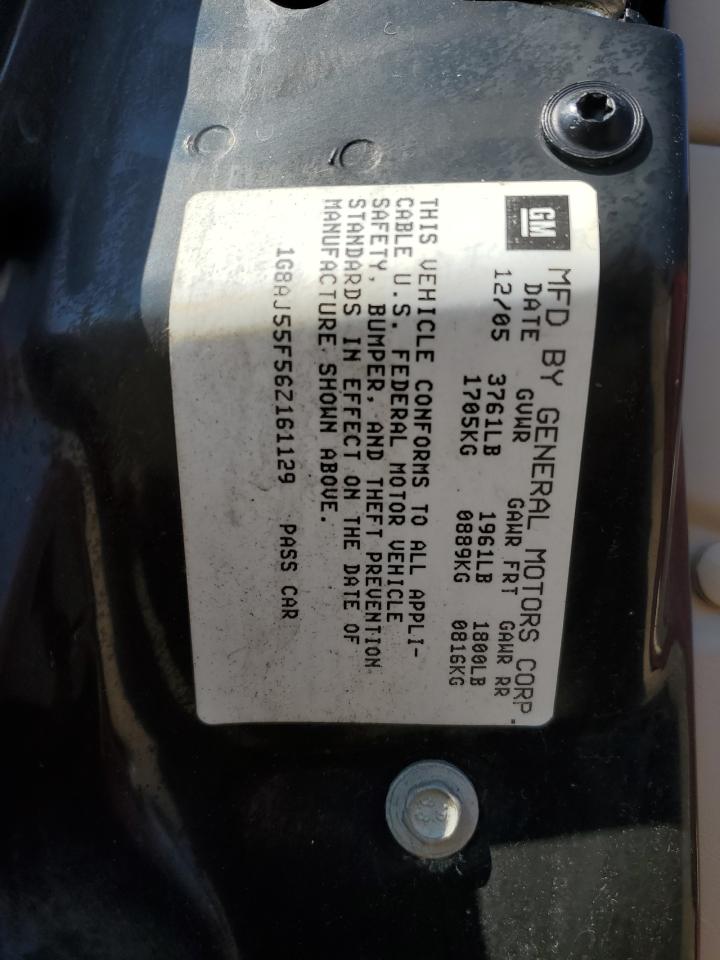 GM MFD BY GENERAL MOTORS CORP.
DATE GVWR GAWR FRT GAWR RR
12/05 3761LB 1961LB 1800LB
1705KG 0889KG 0816KG
THIS VEHICLE CONFORMS TO ALL APPLI-
CABLE U.S. FEDERAL MOTOR VEHICLE
SAFETY, BUMPER, AND THEFT PREVENTION
STANDARDS IN EFFECT ON THE DATE OF
MANUFACTURE SHOWN ABOVE.
1G8AJ55F56Z161129 PASS CAR